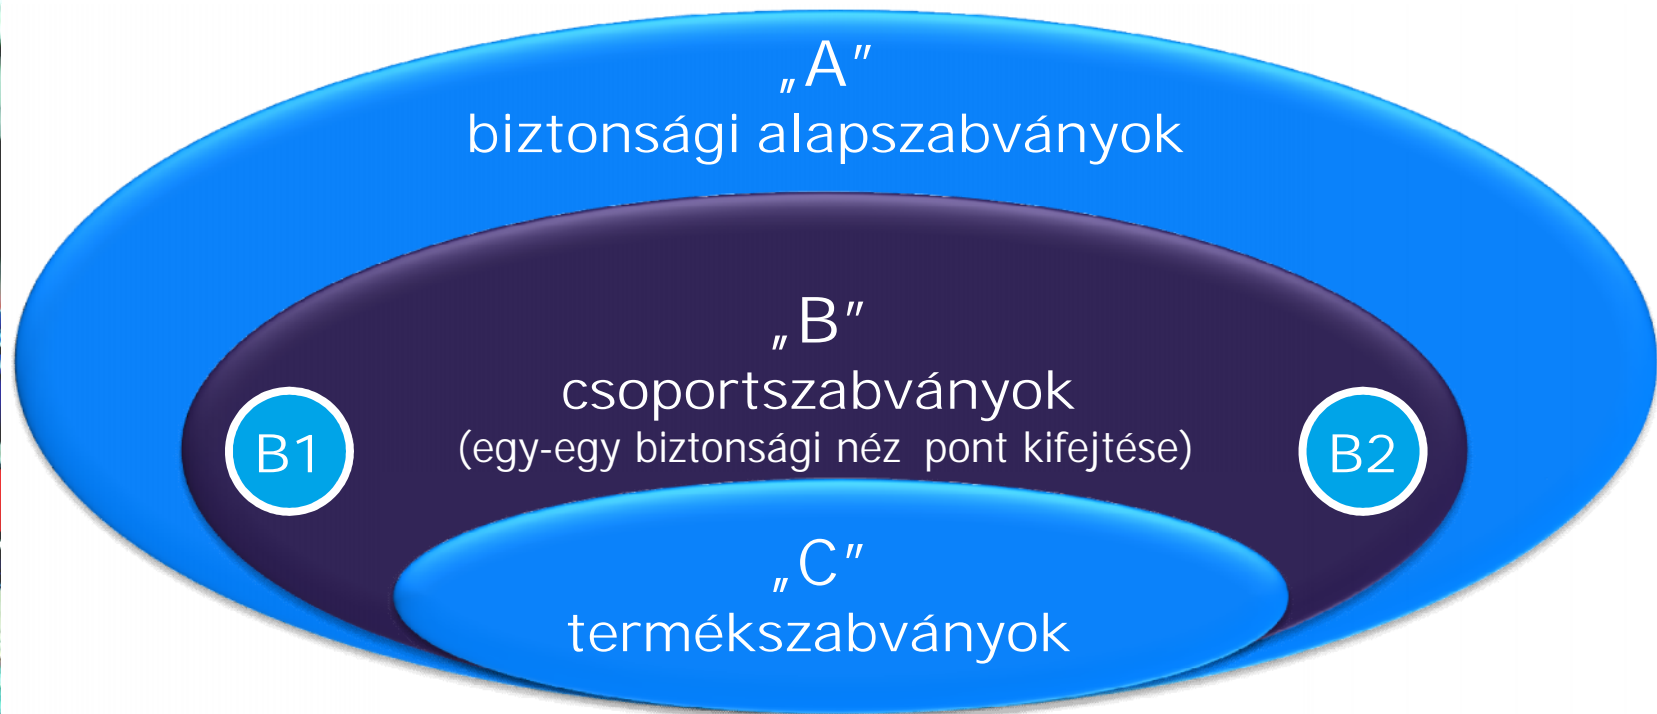 „A”
biztonsági alapszabványok
„B”
csoportszabványok
(egy-egy biztonsági néz pont kifejtése)
B1
B2
„C”
termékszabványok